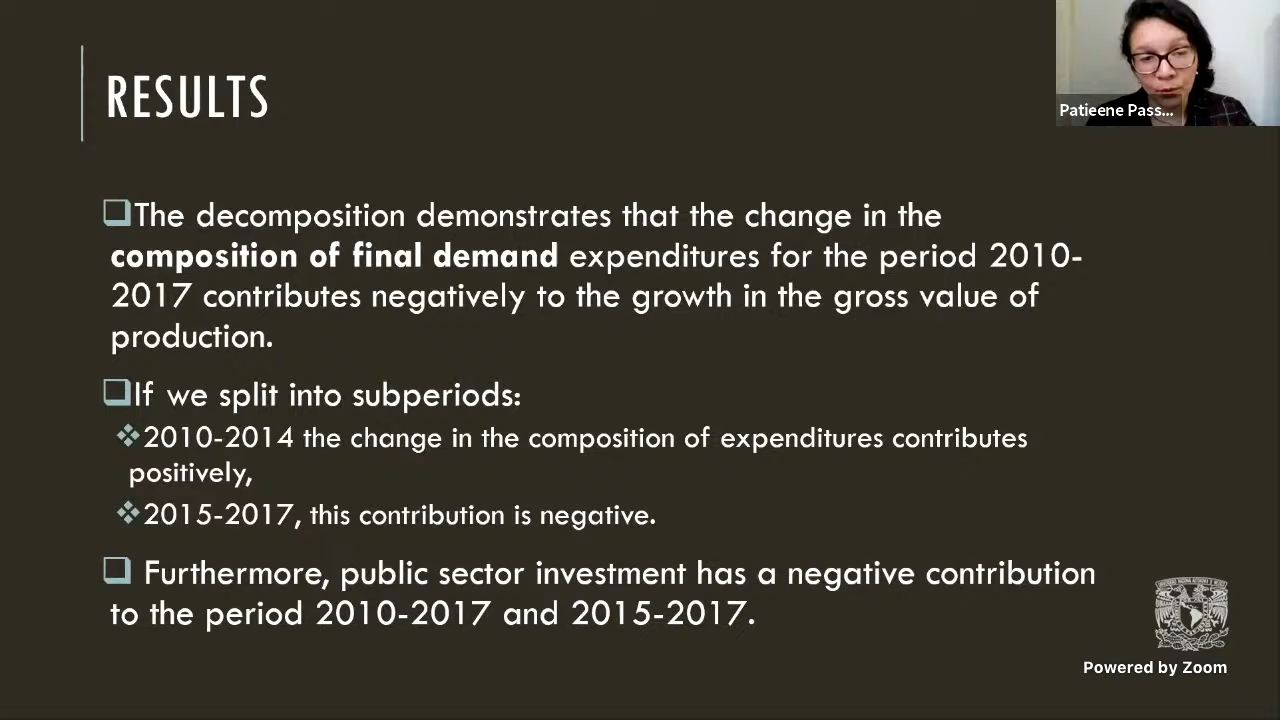 RESULTS
Patieene Pass...
The decomposition demonstrates that the change in the
composition of final demand expenditures for the period 2010-
2017 contributes negatively to the growth in the gross value of
production.
If we split into subperiods:
2010-2014 the change in the composition of expenditures contributes
positively,
2015-2017, this contribution is negative.
Furthermore, public sector investment has a negative contribution
to the period 2010-2017 and 2015-2017.
Powered by Zoom